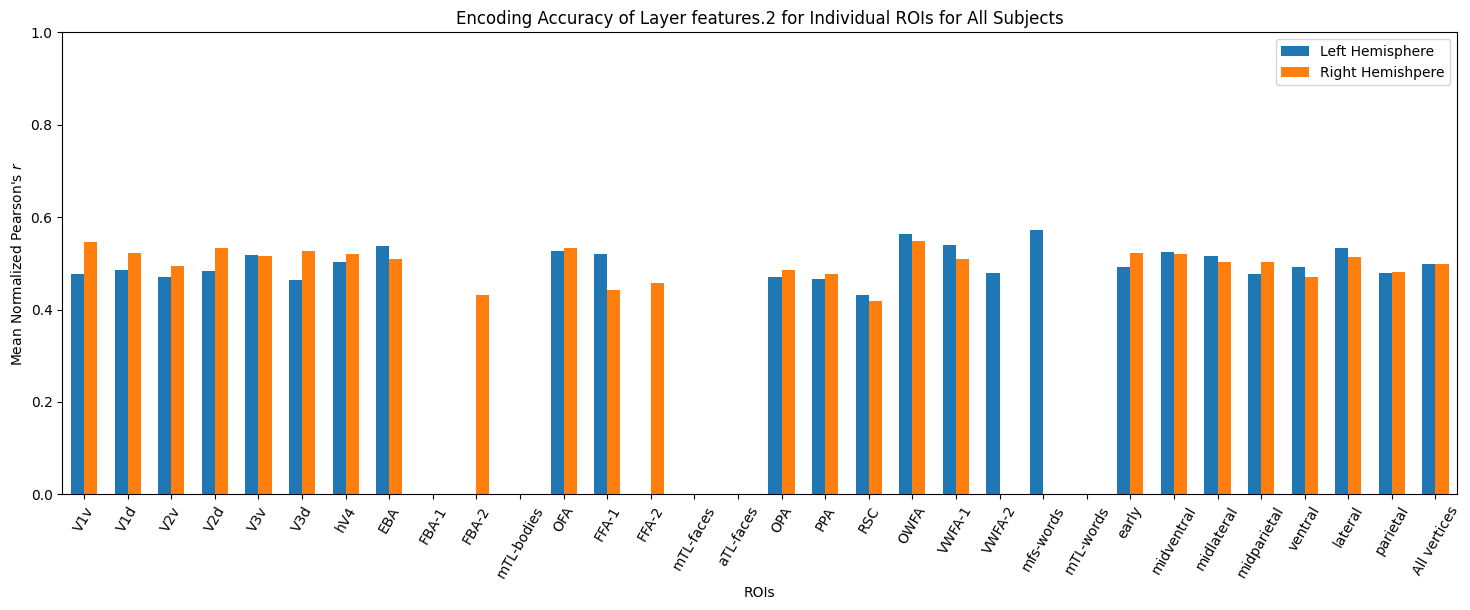 Encoding Accuracy of Layer features.2 for Individual ROIs for All Subjects
1.0
0.8
0.6
0.4
0.2
0.0
Mean Normalized Pearson's r
Left Hemisphere
Right Hemishpere
V1v
V1d
V2v
V2d
V3v
V3d
hV4
EBA
FBA-1
FBA-2
mTL-bodies
OFA
FFA-1
FFA-2
mTL-faces
aTL-faces
OPA
PPA
RSC
OWFA
VWFA-1
VWFA-2
mfs-words
mTL-words
early
midventral
midlateral
midparietal
ventral
lateral
parietal
All vertices
ROIs